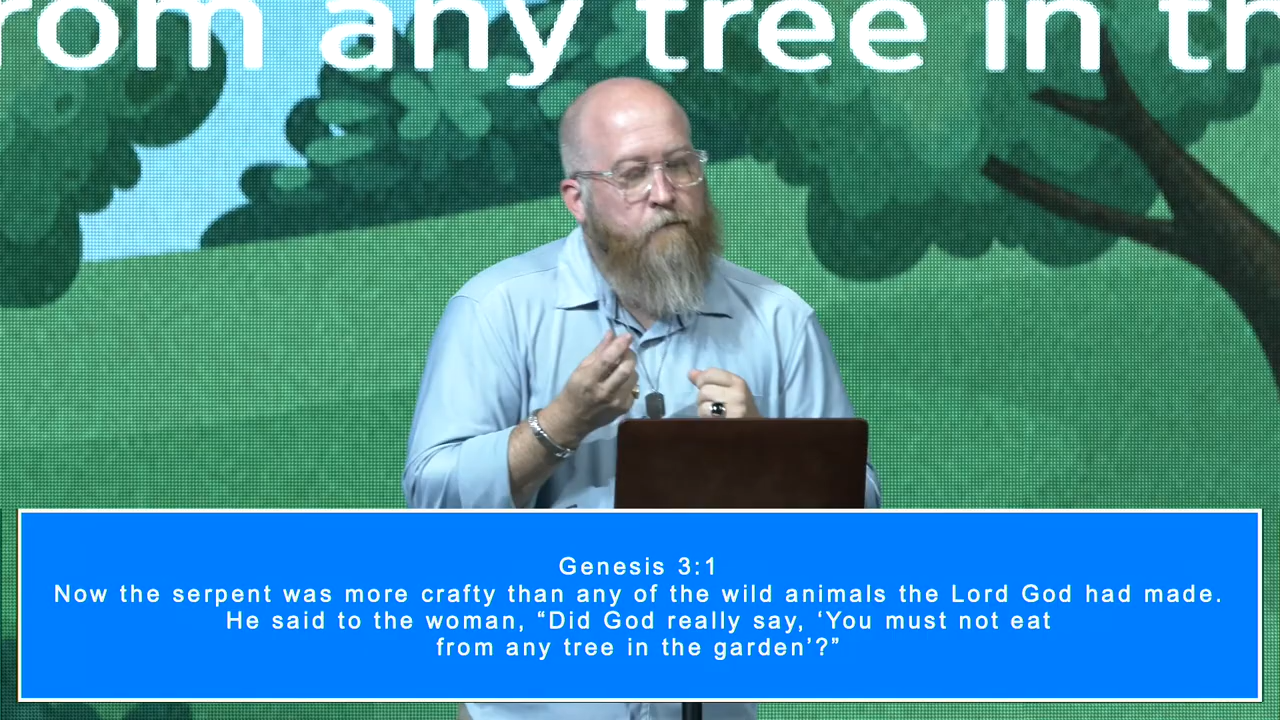 rom any tree in th
Genesis 3:1
Now the serpent was more crafty than any of the wild animals the Lord God had made.
He said to the woman, “Did God really say, ‘You must not eat
from any tree in the garden’?”